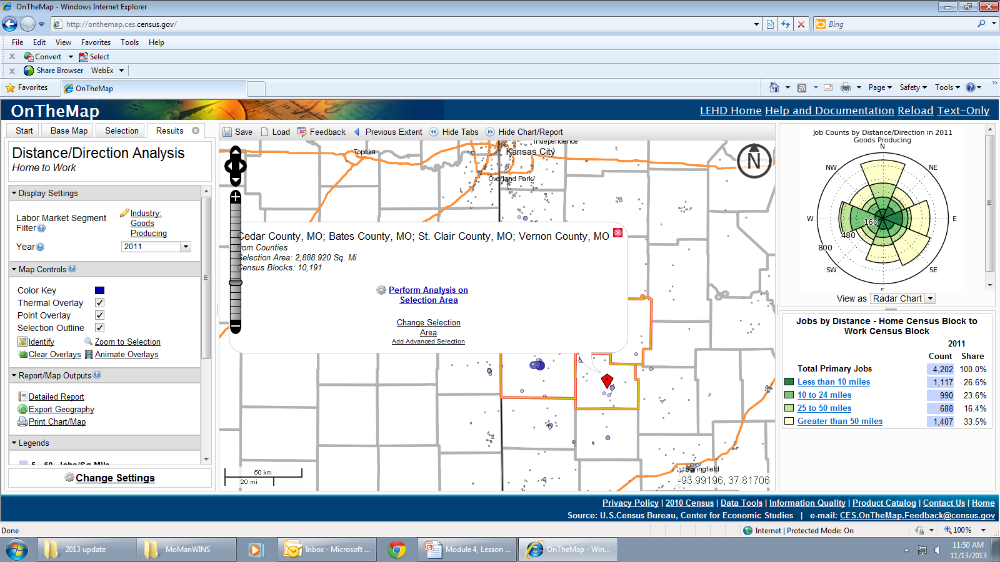 OnTheMap - Windows Internet Explorer
http://onthemap.ces.census.gov/
Bing
File Edit View Favorites Tools Help
Convert Select
Share Browser WebEx
Favorites OnTheMap
Page Safety Tools
OnTheMap
LEHD Home Help and Documentation Reload Text-Only
Start Base Map Selection Results
Save Load Feedback Previous Extent Hide Tabs Hide Chart/Report
Distance/Direction Analysis
Home to Work
Display Settings
Labor Market Segment Filter
Industry:
Goods
Producing
Year 2011
Map Controls
Color Key
Thermal Overlay
Point Overlay
Selection Outline
Identify Zoom to Selection
Clear Overlays Animate Overlays
Report/Map Outputs
Detailed Report
Export Geography
Print Chart/Map
Legends
5 - 60 Jobs/Sq.Mile
Change Settings
Independence
Topeka
Kansas City
Overland Park
N
Cedar County, MO; Bates County, MO; St. Clair County, MO; Vernon County, MO
from Counties
Selection Area: 2,888.920 Sq. Mi
Census Blocks: 10,191
Perform Analysis on
Selection Area
Change Selection
Area
Add Advanced Selection
50 km
20 mi
Springfield
-93.99196, 37.81706
Job Counts by Distance/Direction in 2011
Goods Producing
N
NW NE
W E
160
480
800
SW SE
S
View as Radar Chart
Jobs by Distance - Home Census Block to
Work Census Block
2011
Count Share
Total Primary Jobs 4,202 100.0%
Less than 10 miles 1,117 26.6%
10 to 24 miles 990 23.6%
25 to 50 miles 688 16.4%
Greater than 50 miles 1,407 33.5%
Privacy Policy | 2010 Census | Data Tools | Information Quality | Product Catalog | Contact Us | Home
Source: U.S.Census Bureau, Center for Economic Studies | e-mail: CES.OnTheMap.Feedback@census.gov
Done
Internet | Protected Mode: On
100%
2013 update
MoManWINS
Inbox - Microsoft ...
Module 4, Lesson ...
OnTheMap - Win...
11:50 AM
11/13/2013